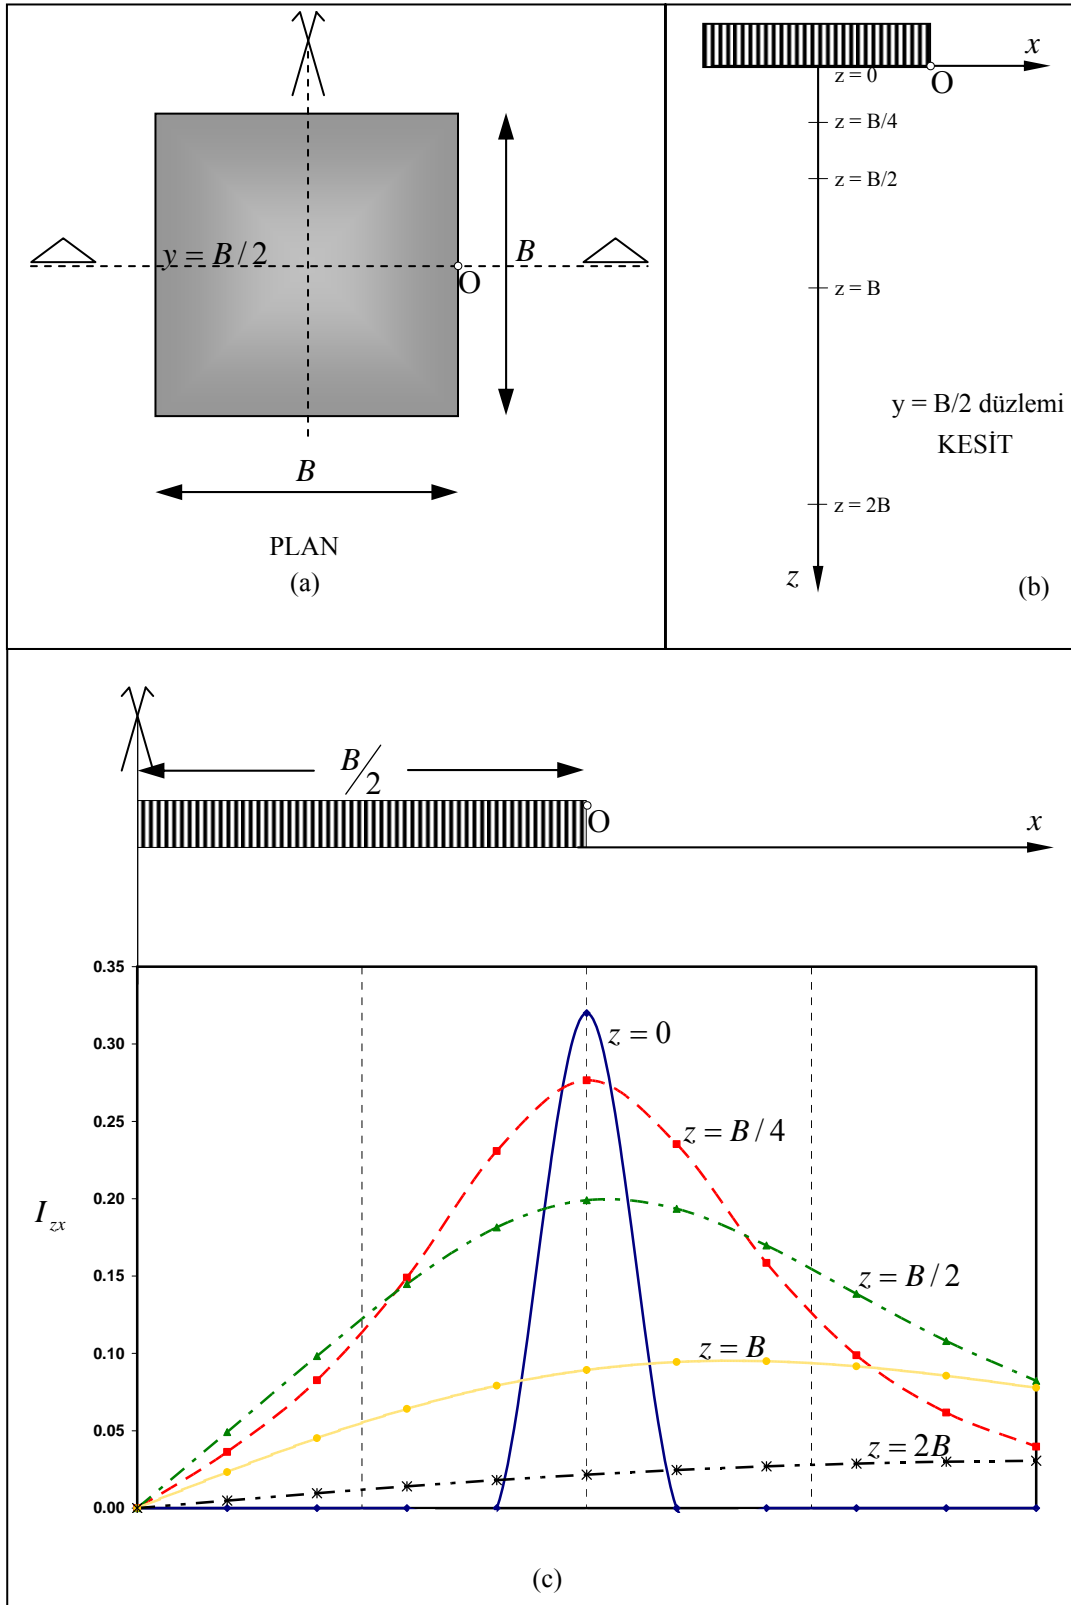 y = B / 2
O
B
B
PLAN
(a)
x
O
z = 0
z = B/4
z = B/2
z = B
z = 2B
y = B/2 düzlemi
KESİT
z
(b)
B/2
O
x
0.35
0.30
0.25
0.20
0.15
0.10
0.05
0.00
I_zx
z = 0
z = B / 4
z = B / 2
z = B
z = 2B
(c)